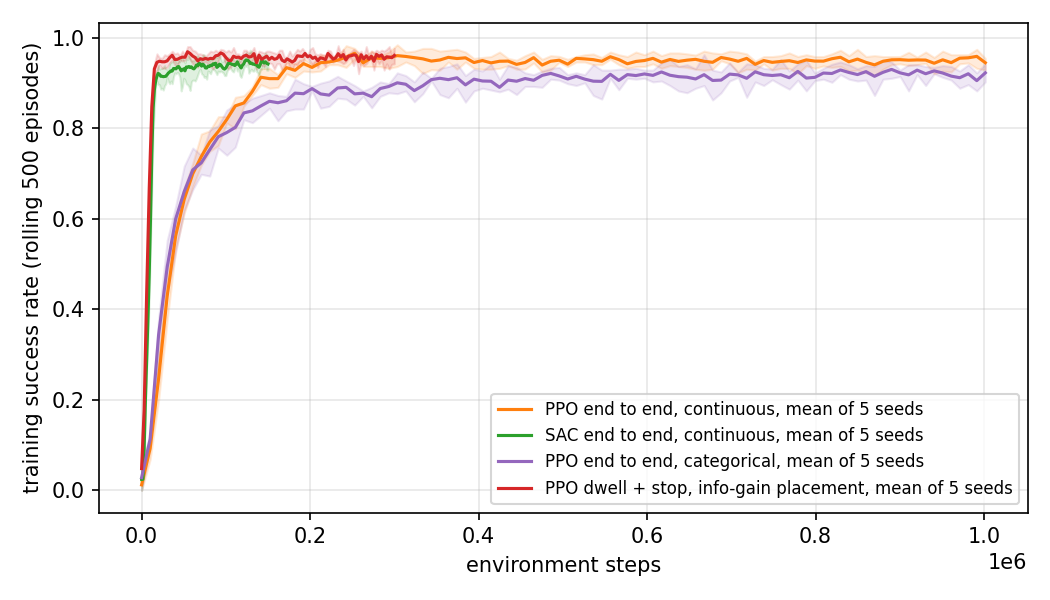 training success rate (rolling 500 episodes)
1.0
0.8
0.6
0.4
0.2
0.0
PPO end to end, continuous, mean of 5 seeds
SAC end to end, continuous, mean of 5 seeds
PPO end to end, categorical, mean of 5 seeds
PPO dwell + stop, info-gain placement, mean of 5 seeds
0.0 0.2 0.4 0.6 0.8 1.0
1e6
environment steps